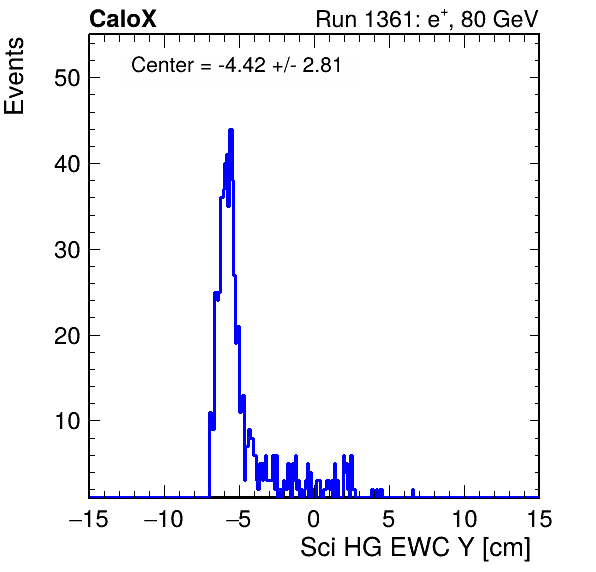 CaloX Run 1361: e⁺, 80 GeV
Events
Center = -4.42 +/- 2.81
50
40
30
20
10
−15 −10 −5 0 5 10 15
Sci HG EWC Y [cm]